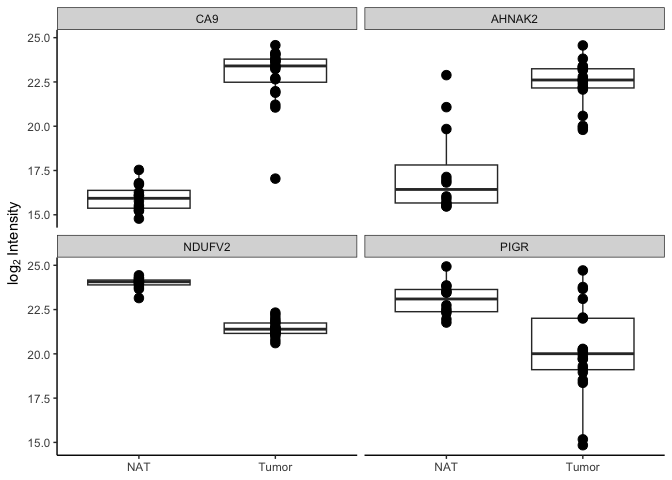 CA9 AHNAK2
25.0
22.5
20.0
17.5
15.0
log₂ Intensity
NDUFV2 PIGR
25.0
22.5
20.0
17.5
15.0
NAT Tumor NAT Tumor